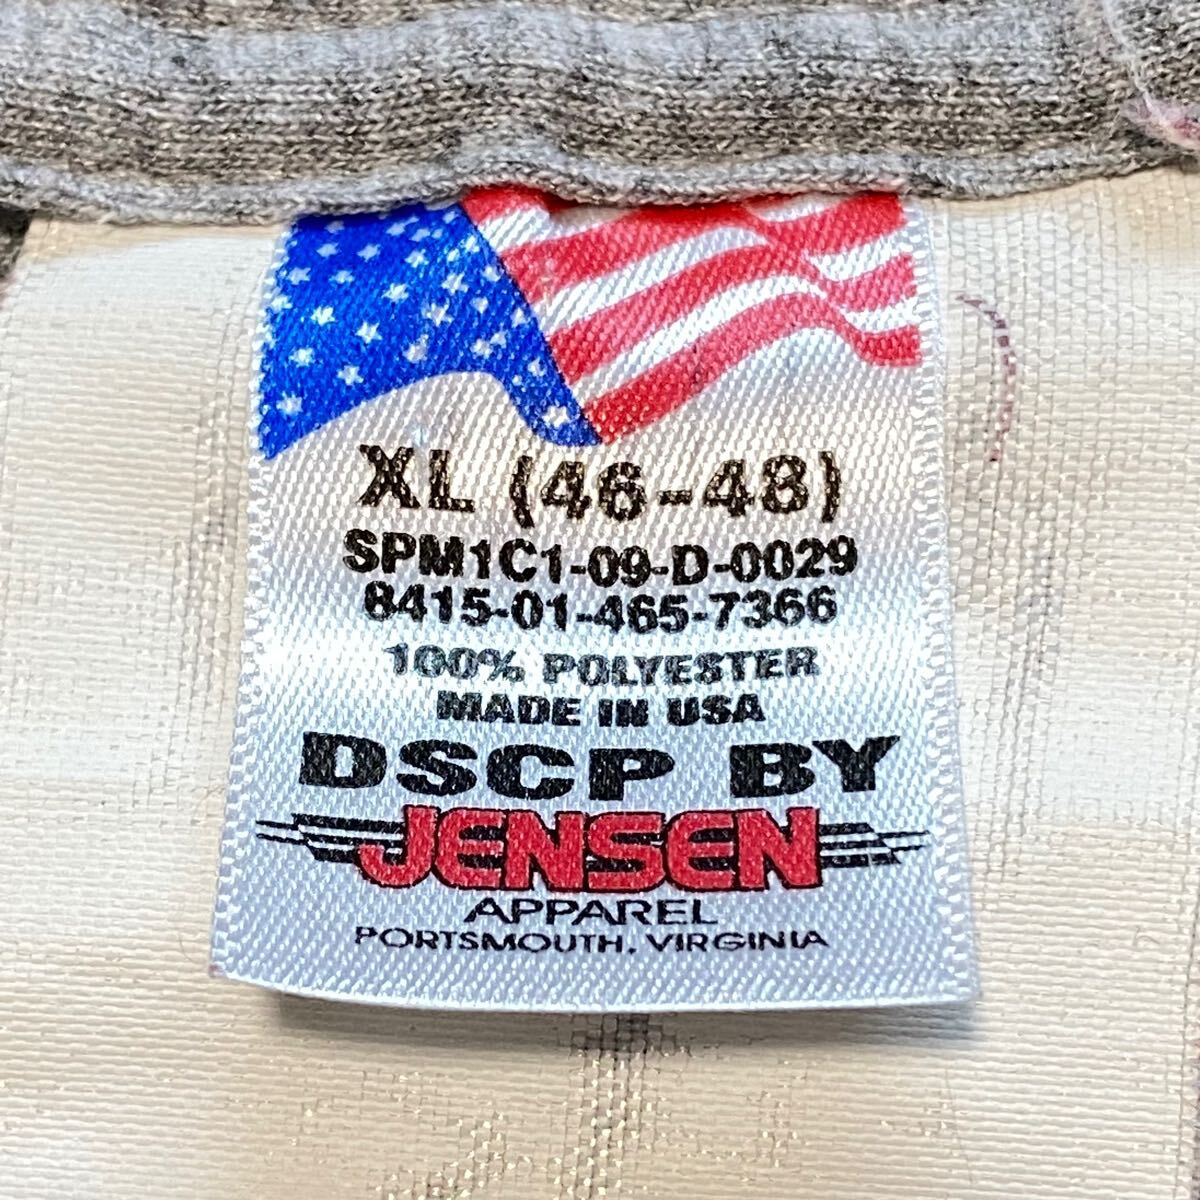 XL (46-48)
SPM1C1-09-D-0029
8415-01-465-7366
100% POLYESTER
MADE IN USA
DSCP BY
JENSEN
APPAREL
PORTSMOUTH, VIRGINIA